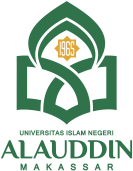 1965
UNIVERSITAS ISLAM NEGERI
ALAUDDIN
MAKASSAR